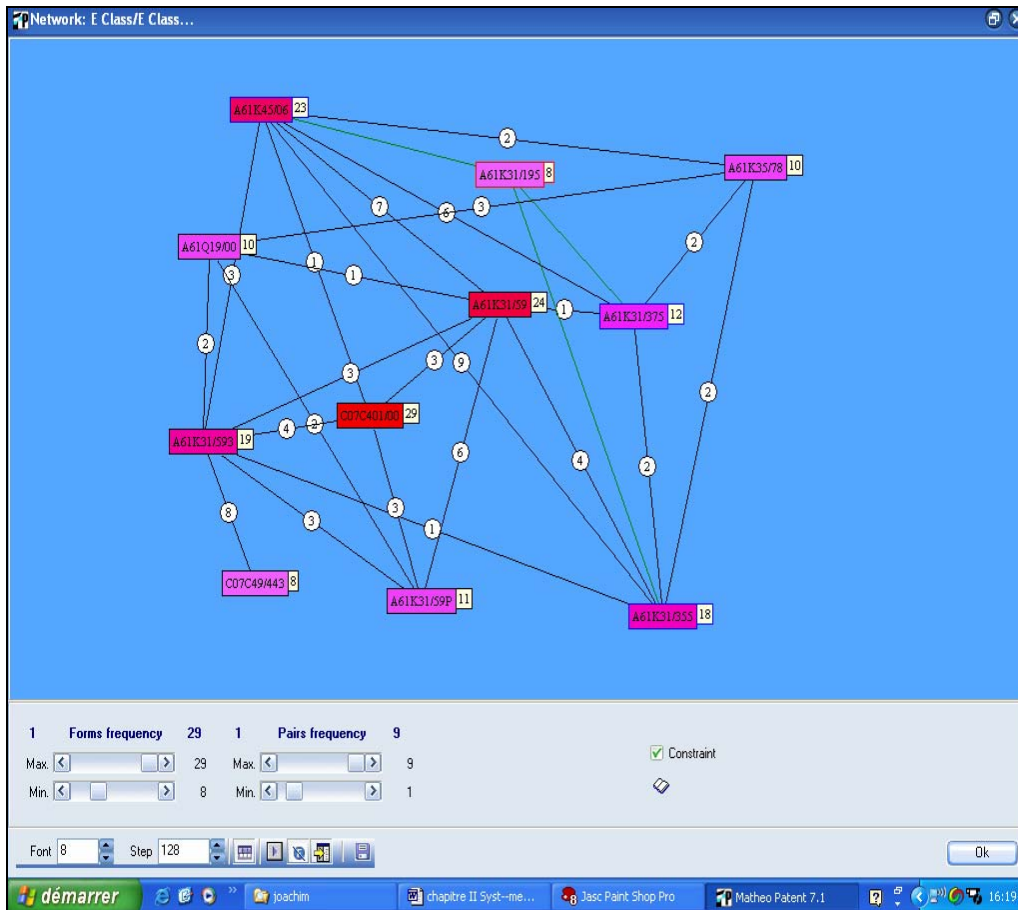 Network: E Class/E Class...
A61K45/06 23
2
A61K31/195 8
A61K35/78 10
7
6
3
A61Q19/00 10
2
3
1
1
A61K31/59 24
1
A61K31/375 12
2
3
3
9
2
C07C401/00 29
A61K31/593 19
4
2
6
4
2
8
3
3
1
C07C49/443 8
A61K31/59P 11
A61K31/355 18
1 Forms frequency 29 1 Pairs frequency 9
Max. 29 Max. 9
Constraint
Min. 8 Min. 1
Font 8 Step 128
Ok
démarrer
joachim
chapitre II Syst--me...
Jasc Paint Shop Pro
Matheo Patent 7.1
16:19